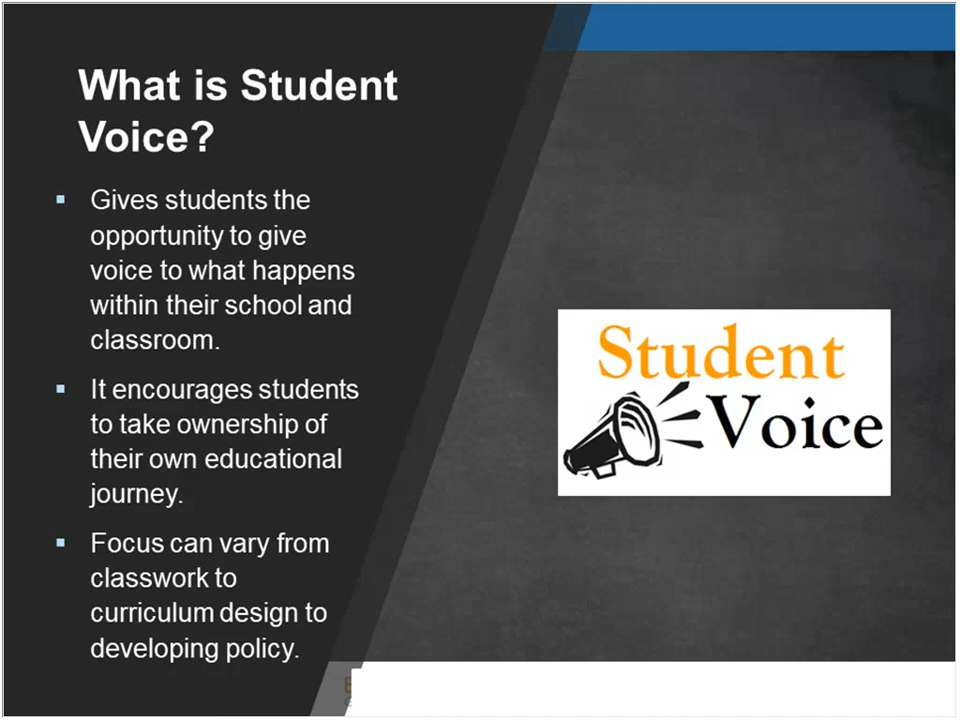 What is Student
Voice?
▪ Gives students the
opportunity to give
voice to what happens
within their school and
classroom.
▪ It encourages students
to take ownership of
their own educational
journey.
▪ Focus can vary from
classwork to
curriculum design to
developing policy.
Student
Voice